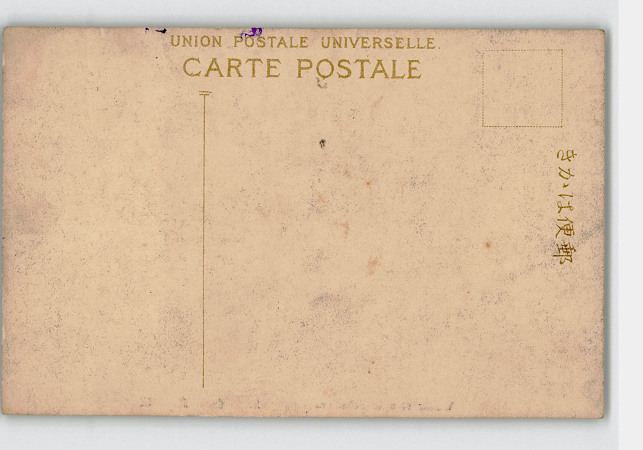 UNION POSTALE UNIVERSELLE.
CARTE POSTALE
きかは便郵